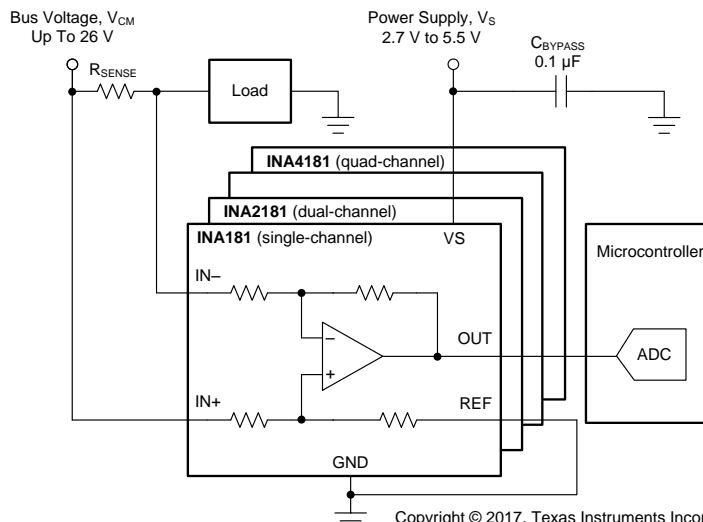 Bus Voltage, VCM
Up To 26 V
RSENSE
Load
Power Supply, VS
2.7 V to 5.5 V
CBYPASS
0.1 µF
INA4181 (quad-channel)
INA2181 (dual-channel)
INA181 (single-channel)
VS
Microcontroller
IN–
OUT
ADC
–
+
IN+
REF
GND
Copyright © 2017, Texas Instruments Incor